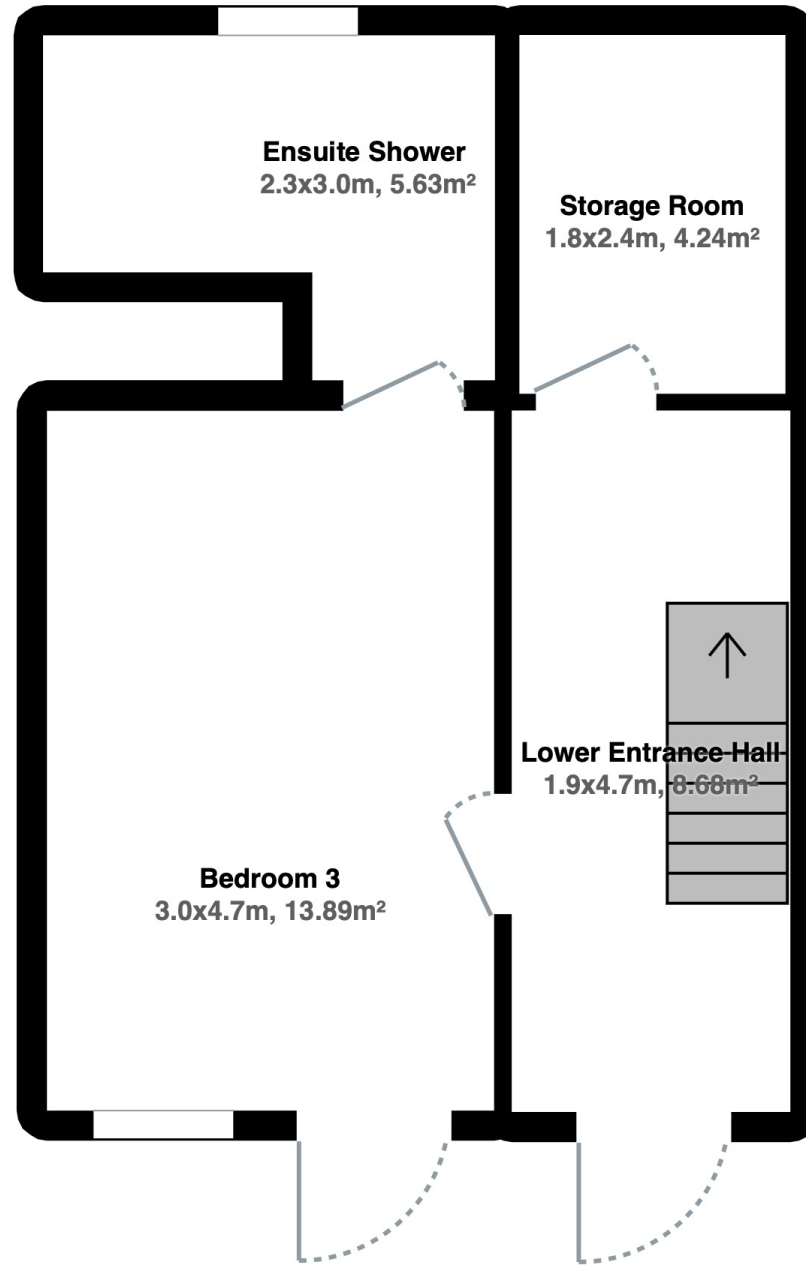 Ensuite Shower
2.3x3.0m, 5.63m²
Storage Room
1.8x2.4m, 4.24m²
Lower Entrance Hall
1.9x4.7m, 8.68m²
Bedroom 3
3.0x4.7m, 13.89m²